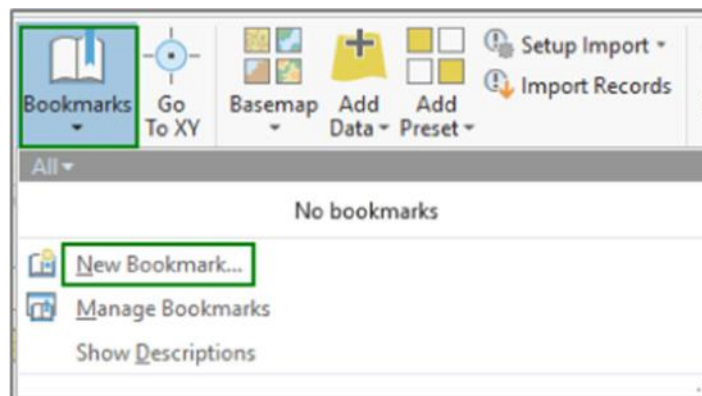 Bookmarks
Go
To XY
Basemap
Add
Data
Add
Preset
Setup Import
Import Records
All
No bookmarks
New Bookmark...
Manage Bookmarks
Show Descriptions